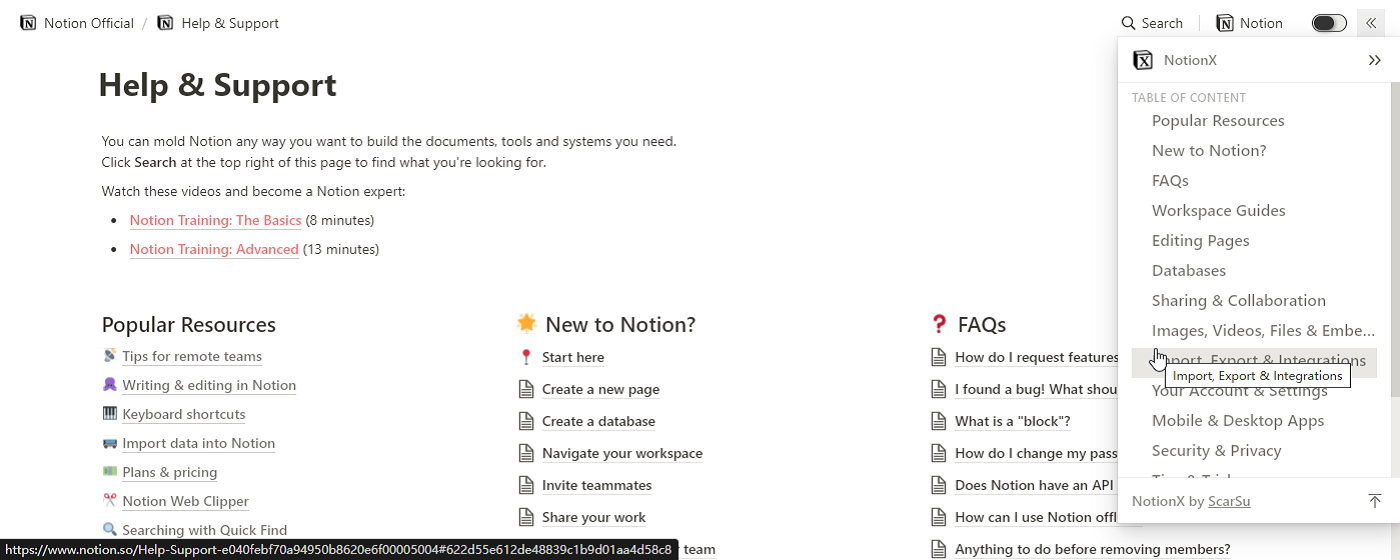 Notion Official / Help & Support
Search
Notion
Help & Support
You can mold Notion any way you want to build the documents, tools and systems you need.
Click Search at the top right of this page to find what you're looking for.
Watch these videos and become a Notion expert:
• Notion Training: The Basics (8 minutes)
• Notion Training: Advanced (13 minutes)
Popular Resources
Tips for remote teams
Writing & editing in Notion
Keyboard shortcuts
Import data into Notion
Plans & pricing
Notion Web Clipper
Searching with Quick Find
New to Notion?
Start here
Create a new page
Create a database
Navigate your workspace
Invite teammates
Share your work
team
FAQs
How do I request features
I found a bug! What shou
What is a "block"?
How do I change my pass
Does Notion have an API
How can I use Notion offl
Anything to do before removing members?
NotionX
TABLE OF CONTENT
Popular Resources
New to Notion?
FAQs
Workspace Guides
Editing Pages
Databases
Sharing & Collaboration
Images, Videos, Files & Embe...
Import, Export & Integrations
Import, Export & Integrations
Your Account & Settings
Mobile & Desktop Apps
Security & Privacy
NotionX by ScarSu
https://www.notion.so/Help-Support-e040febf70a94950b8620e6f00005004#622d55e612de48839c1b9d01aa4d58c8